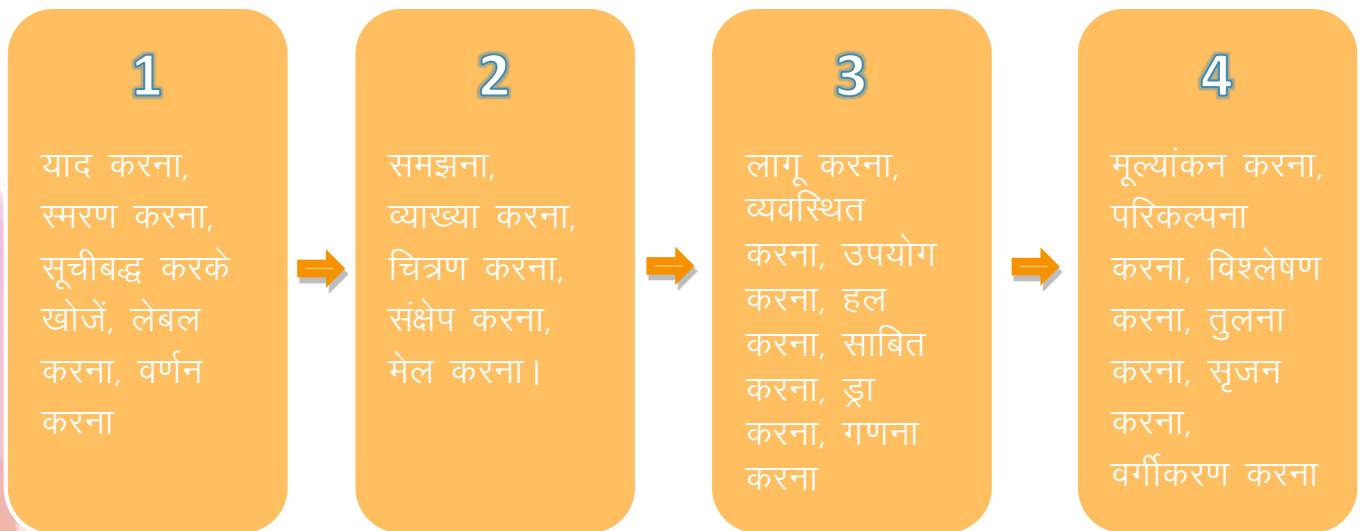 1
याद करना,
स्मरण करना,
सूचीबद्ध करके
खोजें, लेबल
करना, वर्णन
करना
2
समझना,
व्याख्या करना,
चित्रण करना,
संक्षेप करना,
मेल करना।
3
लागू करना,
व्यवस्थित
करना, उपयोग
करना, हल
करना, साबित
करना, ड्रा
करना, गणना
करना
4
मूल्यांकन करना,
परिकल्पना
करना, विश्लेषण
करना, तुलना
करना, सृजन
करना,
वर्गीकरण करना